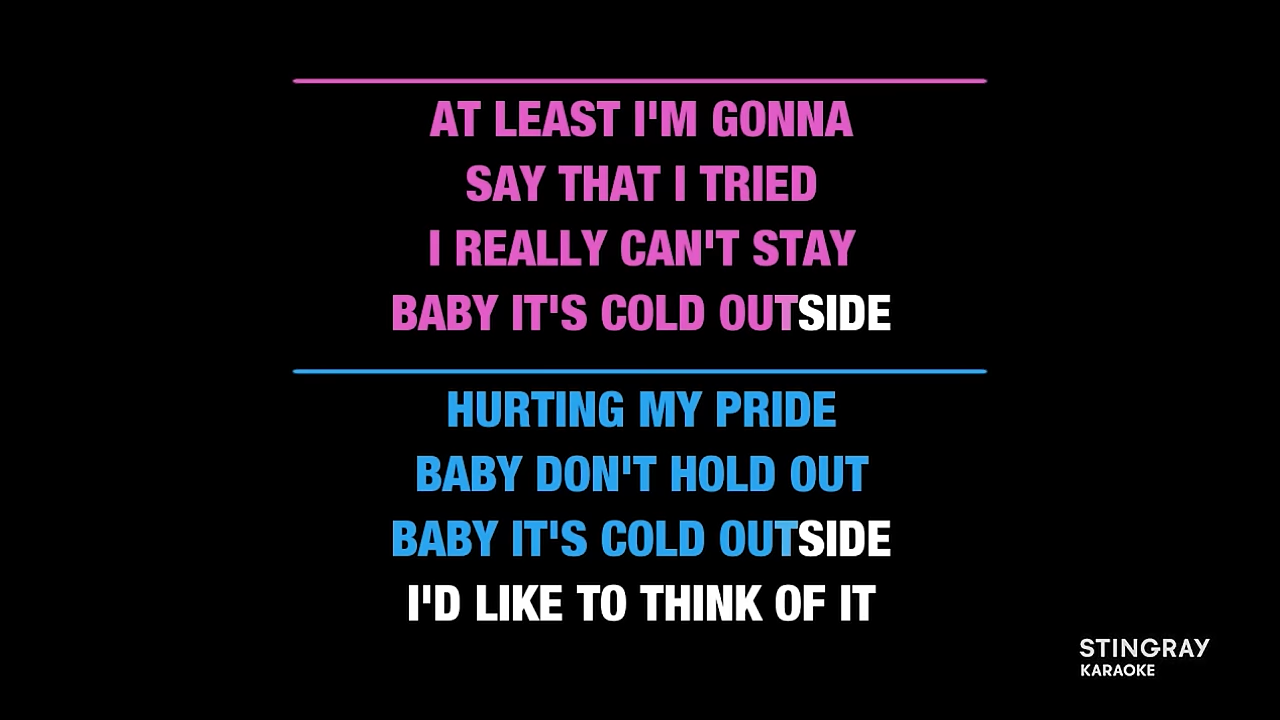 AT LEAST I'M GONNA
SAY THAT I TRIED
I REALLY CAN'T STAY
BABY IT'S COLD OUTSIDE
HURTING MY PRIDE
BABY DON'T HOLD OUT
BABY IT'S COLD OUTSIDE
I'D LIKE TO THINK OF IT
STINGRAY
KARAOKE